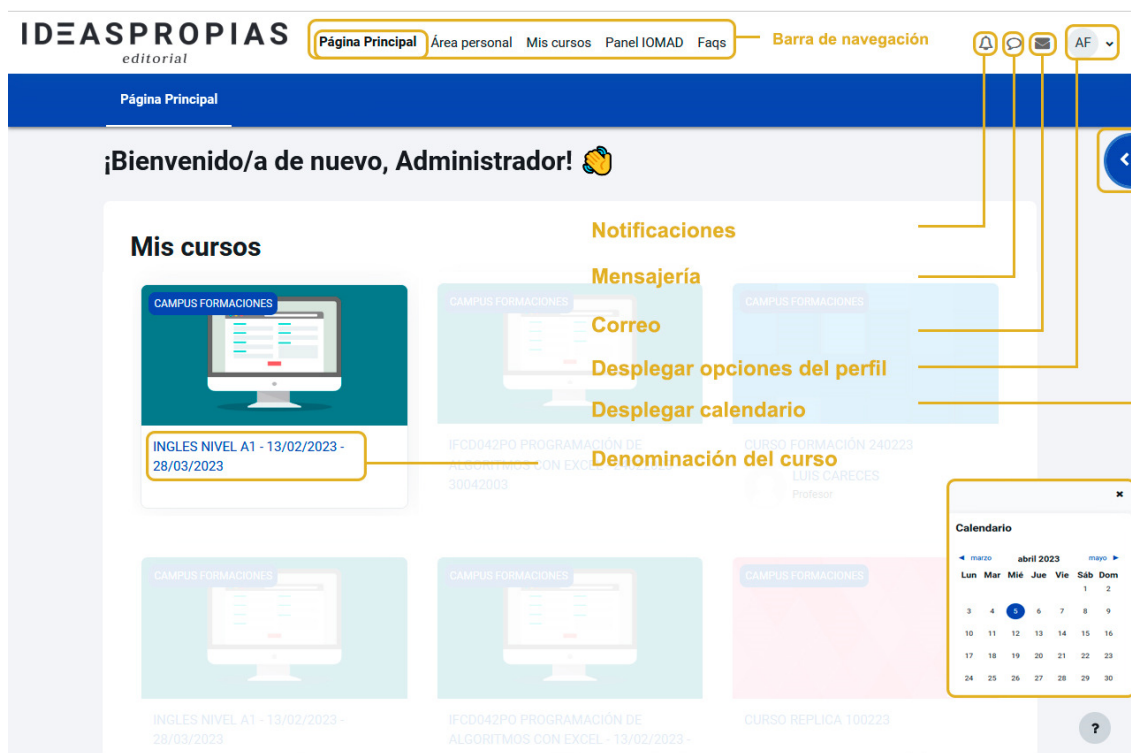 IDΞASPROPIAS
editorial
Página Principal Área personal Mis cursos Panel IOMAD Faqs
Barra de navegación
AF
Página Principal
¡Bienvenido/a de nuevo, Administrador! 👏
Mis cursos
Notificaciones
Mensajería
Correo
Desplegar opciones del perfil
Desplegar calendario
Denominación del curso
CAMPUS FORMACIONES
INGLES NIVEL A1 - 13/02/2023 -
28/03/2023
CAMPUS FORMACIONES
IFCD042PO PROGRAMACIÓN DE
ALGORITMOS CON EXCEL -
30042003
CAMPUS FORMACIONES
CURSO FORMACIÓN 240223
LUIS CARECES
Profesor
CAMPUS FORMACIONES
INGLES NIVEL A1 - 13/02/2023 -
28/03/2023
CAMPUS FORMACIONES
IFCD042PO PROGRAMACIÓN DE
ALGORITMOS CON EXCEL - 13/02/2023 -
CAMPUS FORMACIONES
CURSO REPLICA 100223
×
Calendario
◄ marzo abril 2023 mayo ►
Lun Mar Mié Jue Vie Sáb Dom
1 2
3 4 5 6 7 8 9
10 11 12 13 14 15 16
17 18 19 20 21 22 23
24 25 26 27 28 29 30
?